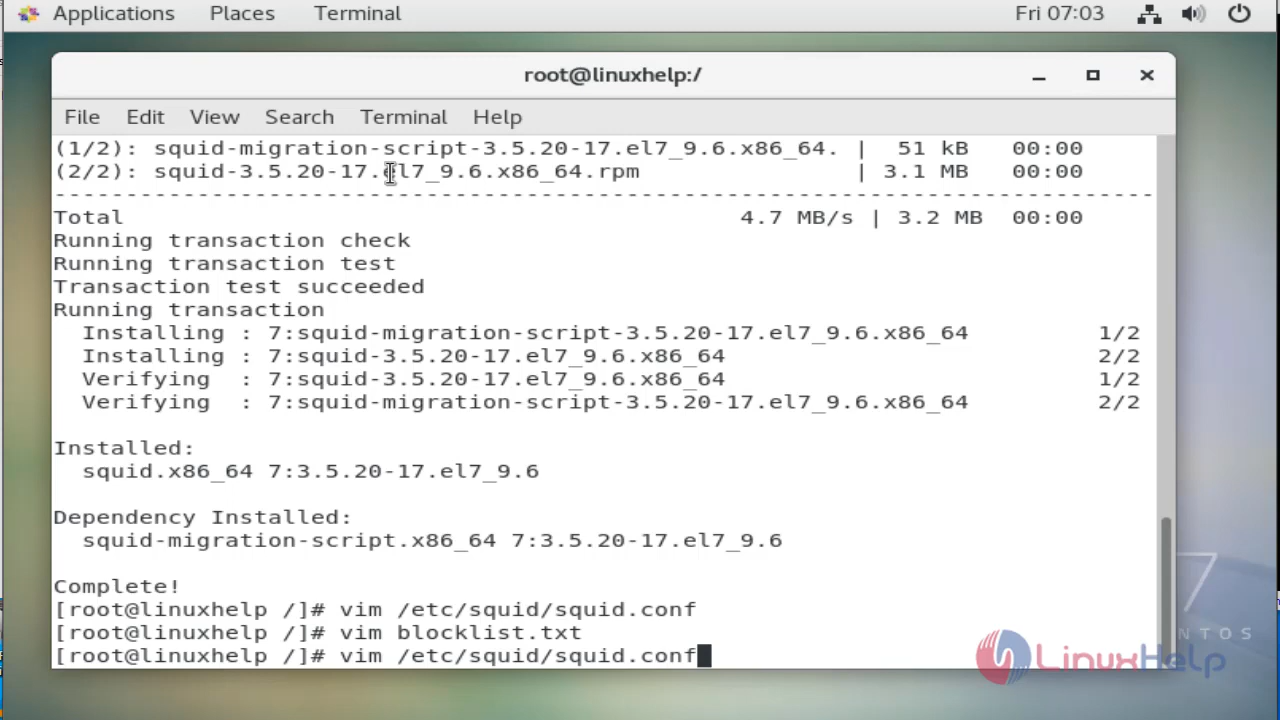 Applications Places Terminal Fri 07:03
root@linuxhelp:/
File Edit View Search Terminal Help
(1/2): squid-migration-script-3.5.20-17.el7_9.6.x86_64. | 51 kB 00:00
(2/2): squid-3.5.20-17.el7_9.6.x86_64.rpm | 3.1 MB 00:00
--------------------------------------------------------------------------------
Total 4.7 MB/s | 3.2 MB 00:00
Running transaction check
Running transaction test
Transaction test succeeded
Running transaction
Installing : 7:squid-migration-script-3.5.20-17.el7_9.6.x86_64 1/2
Installing : 7:squid-3.5.20-17.el7_9.6.x86_64 2/2
Verifying : 7:squid-3.5.20-17.el7_9.6.x86_64 1/2
Verifying : 7:squid-migration-script-3.5.20-17.el7_9.6.x86_64 2/2
Installed:
squid.x86_64 7:3.5.20-17.el7_9.6
Dependency Installed:
squid-migration-script.x86_64 7:3.5.20-17.el7_9.6
Complete!
[root@linuxhelp /]# vim /etc/squid/squid.conf
[root@linuxhelp /]# vim blocklist.txt
[root@linuxhelp /]# vim /etc/squid/squid.conf
7
NTOS
LinuxHelp